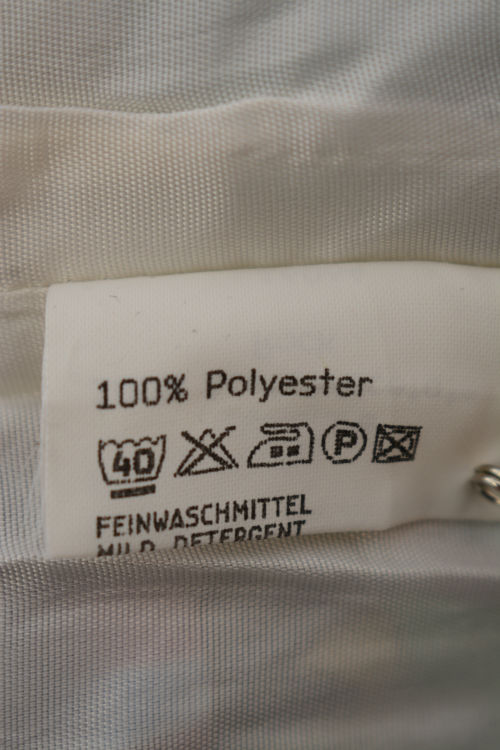 100% Polyester
40 P
FEINWASCHMITTEL
MILD DETERGENT